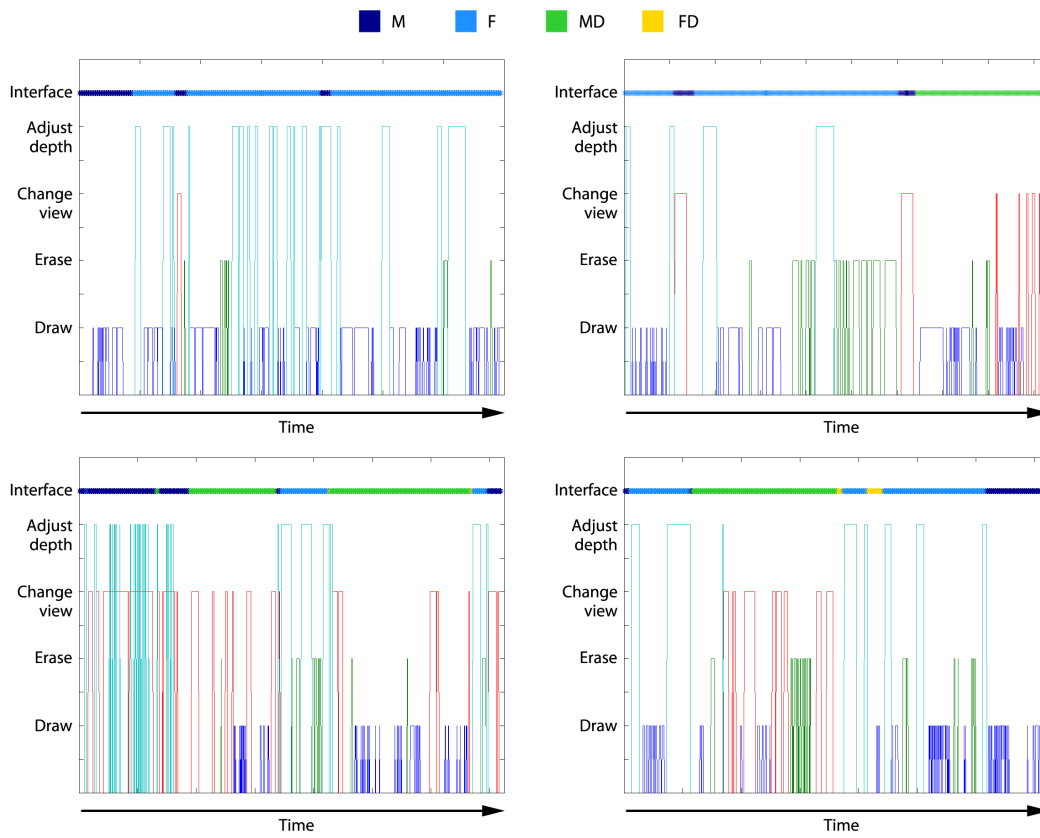 M F MD FD
Interface
Adjust
depth
Change
view
Erase
Draw
Time
Interface
Adjust
depth
Change
view
Erase
Draw
Time
Interface
Adjust
depth
Change
view
Erase
Draw
Time
Interface
Adjust
depth
Change
view
Erase
Draw
Time